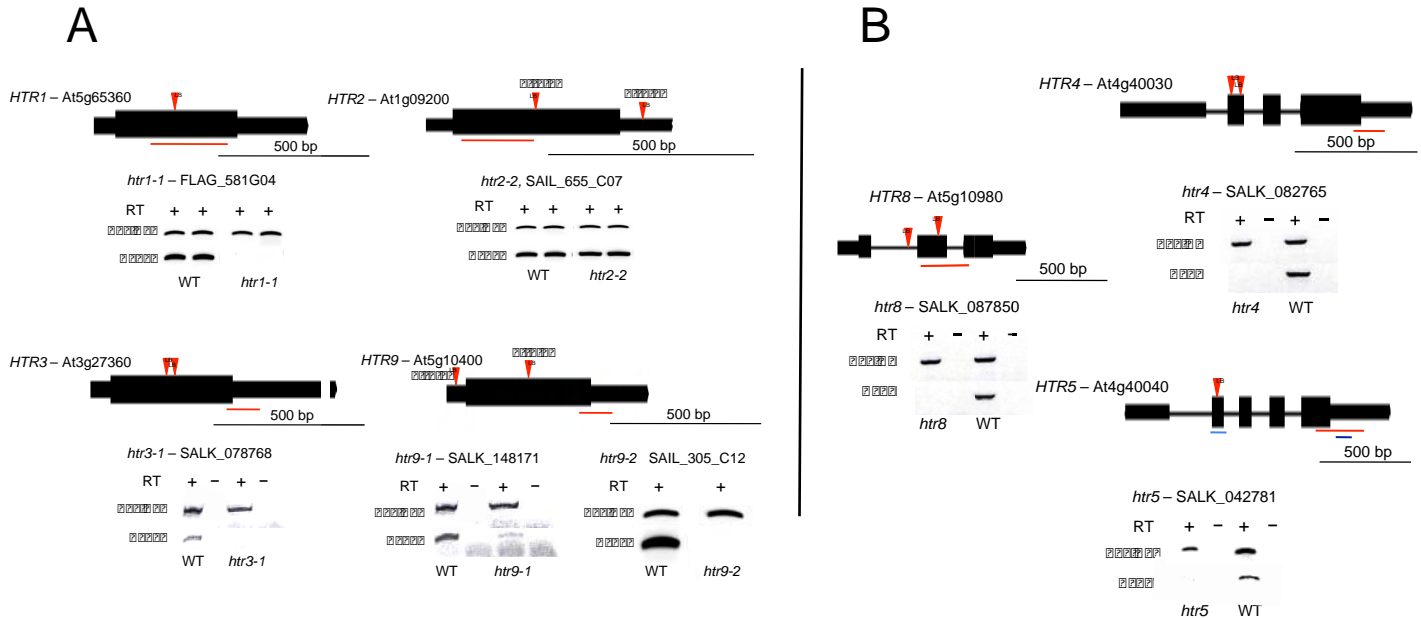 A
HTR1 – At5g65360
500 bp
htr1-1 – FLAG_581G04
RT + + + +
WT htr1-1
HTR2 – At1g09200
500 bp
htr2-2, SAIL_655_C07
RT + + + +
WT htr2-2
HTR3 – At3g27360
500 bp
htr3-1 – SALK_078768
RT + – + –
WT htr3-1
HTR9 – At5g10400
500 bp
htr9-1 – SALK_148171
RT + – + –
WT htr9-1
htr9-2 SAIL_305_C12
RT + +
WT htr9-2
B
HTR4 – At4g40030
500 bp
htr4 – SALK_082765
RT + – + –
htr4 WT
HTR8 – At5g10980
500 bp
htr8 – SALK_087850
RT + – + –
htr8 WT
HTR5 – At4g40040
500 bp
htr5 – SALK_042781
RT + – + –
htr5 WT